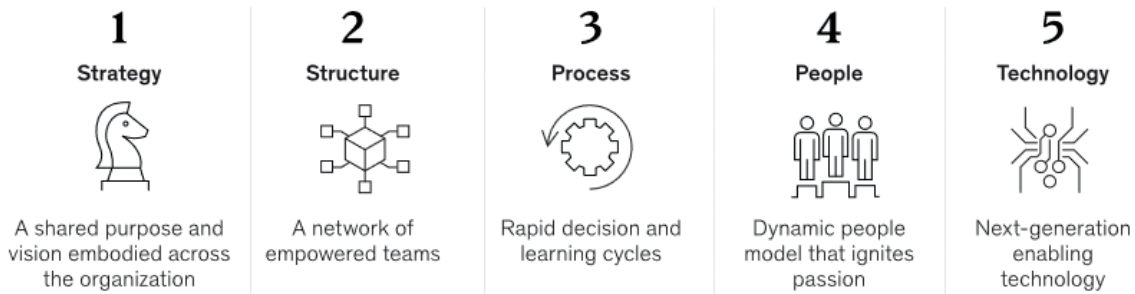 1
Strategy
A shared purpose and
vision embodied across
the organization
2
Structure
A network of
empowered teams
3
Process
Rapid decision and
learning cycles
4
People
Dynamic people
model that ignites
passion
5
Technology
Next-generation
enabling
technology